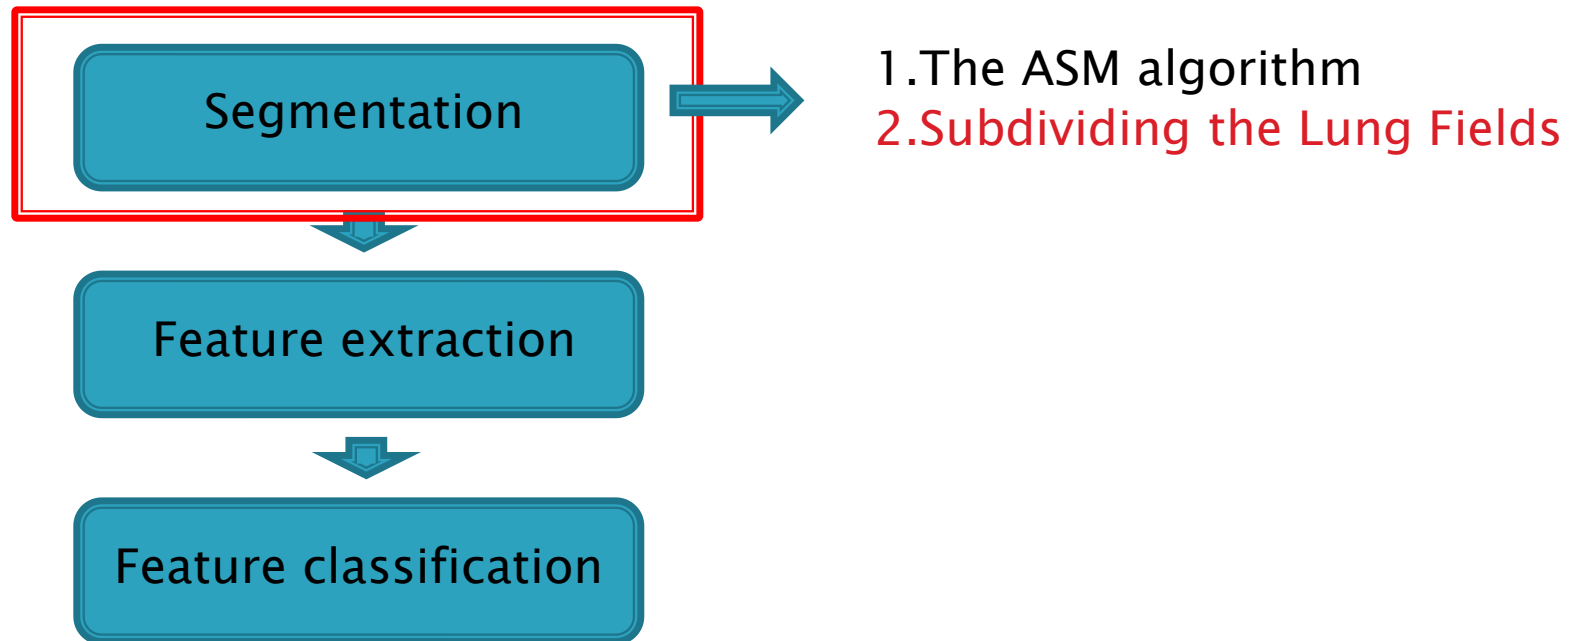 Segmentation
1.The ASM algorithm
2.Subdividing the Lung Fields
Feature extraction
Feature classification